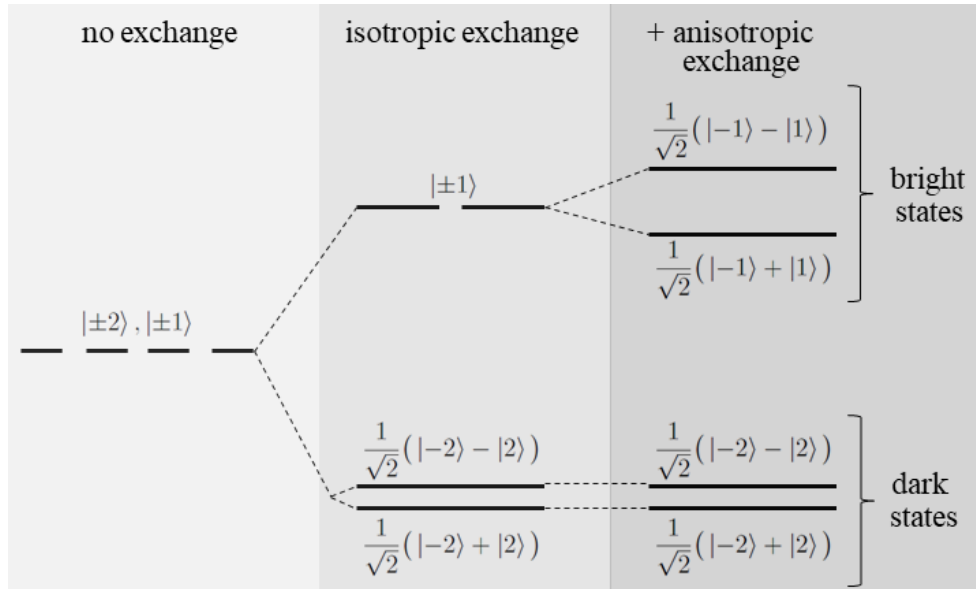 no exchange
isotropic exchange
+ anisotropic
exchange
1/√2(|−1⟩ − |1⟩)
|±1⟩
bright
states
1/√2(|−1⟩ + |1⟩)
|±2⟩ , |±1⟩
1/√2(|−2⟩ − |2⟩)
1/√2(|−2⟩ − |2⟩)
dark
states
1/√2(|−2⟩ + |2⟩)
1/√2(|−2⟩ + |2⟩)